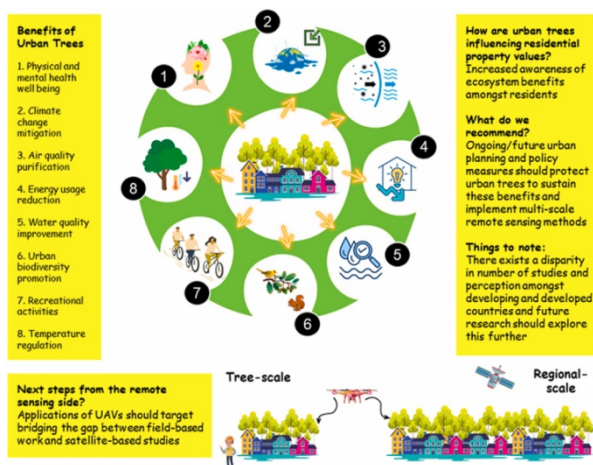 Benefits of
Urban Trees
1. Physical and
mental health
well being
2. Climate
change
mitigation
3. Air quality
purification
4. Energy usage
reduction
5. Water quality
improvement
6. Urban
biodiversity
promotion
7. Recreational
activities
8. Temperature
regulation
1
2
3
4
5
6
7
8
How are urban trees
influencing residential
property values?
Increased awareness of
ecosystem benefits
amongst residents
What do we
recommend?
Ongoing/future urban
planning and policy
measures should protect
urban trees to sustain
these benefits and
implement multi-scale
remote sensing methods
Things to note:
There exists a disparity
in number of studies and
perception amongst
developing and developed
countries and future
research should explore
this further
Next steps from the remote
sensing side?
Applications of UAVs should target
bridging the gap between field-based
work and satellite-based studies
Tree-scale
Regional-
scale